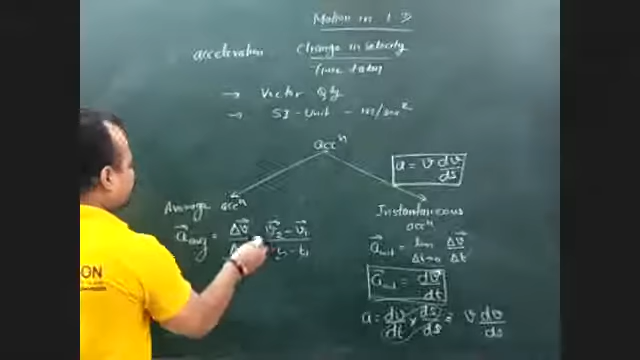 Motion in 1-D
acceleration Change in velocity
Time taken
→ Vector Qty
→ SI-Unit - m/sec²
accⁿ
a = v dv/ds
Average accⁿ
Instantaneous
accⁿ
a⃗avg = Δv⃗/Δ = v⃗₂-v⃗₁/t₂-t₁
a⃗inst = lim Δt→0 Δv⃗/Δt
a⃗inst = dv⃗/dt
a = dv/dt × ds/ds = v dv/ds
ON